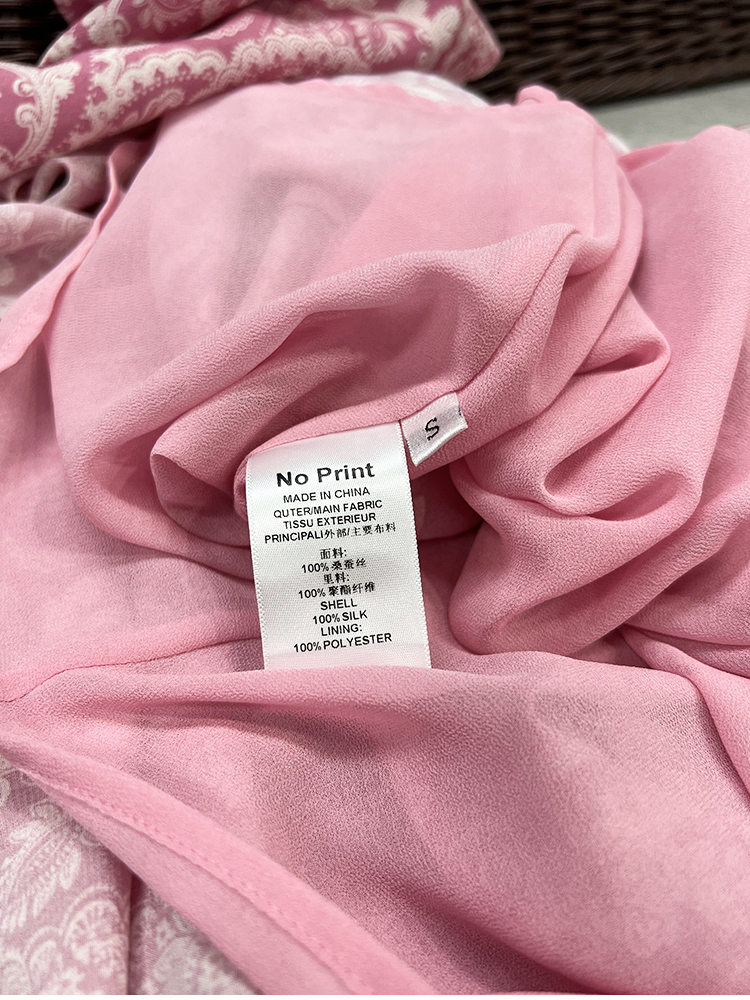 No Print
MADE IN CHINA
QUTER/MAIN FABRIC
TISSU EXTERIEUR
PRINCIPALI外部/主要布料
面料:
100%桑蚕丝
里料:
100%聚酯纤维
SHELL
100%SILK
LINING:
100%POLYESTER
S